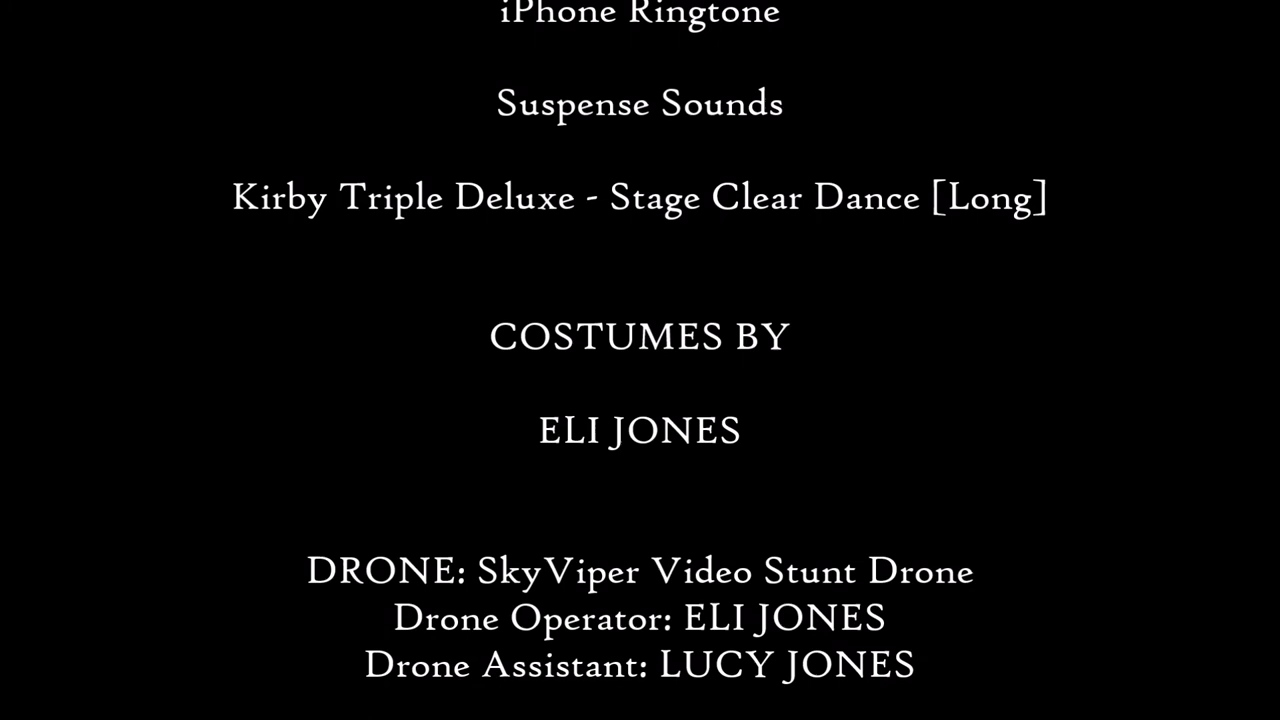 iPhone Ringtone
Suspense Sounds
Kirby Triple Deluxe - Stage Clear Dance [Long]
COSTUMES BY
ELI JONES
DRONE: SkyViper Video Stunt Drone
Drone Operator: ELI JONES
Drone Assistant: LUCY JONES